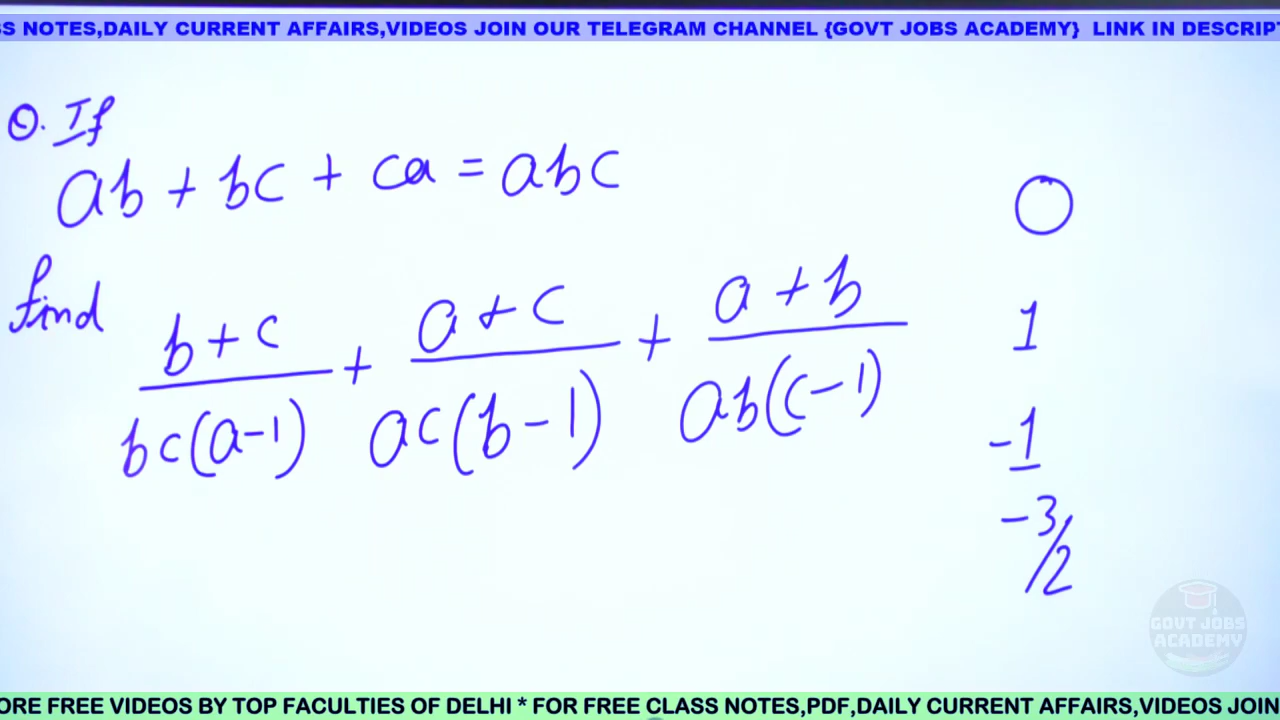 S NOTES,DAILY CURRENT AFFAIRS,VIDEOS JOIN OUR TELEGRAM CHANNEL {GOVT JOBS ACADEMY} LINK IN DESCRIP
Q. If
ab + bc + ca = abc
find
b + c / bc(a-1) + a + c / ac(b-1) + a + b / ab(c-1)
0
1
-1
-3/2
GOVT JOBS
ACADEMY
ORE FREE VIDEOS BY TOP FACULTIES OF DELHI * FOR FREE CLASS NOTES,PDF,DAILY CURRENT AFFAIRS,VIDEOS JOIN